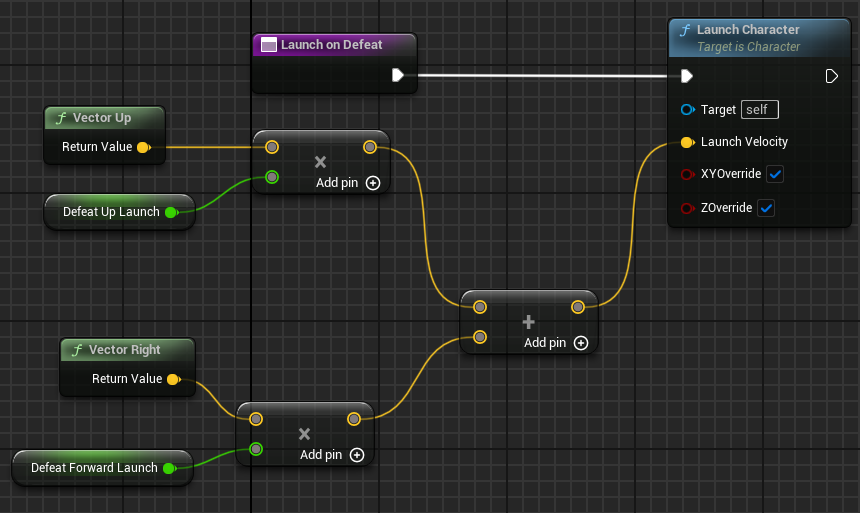 Launch on Defeat
f Launch Character
Target is Character
Target self
Launch Velocity
XYOverride
ZOverride
f Vector Up
Return Value
Add pin
Defeat Up Launch
Add pin
f Vector Right
Return Value
Add pin
Defeat Forward Launch